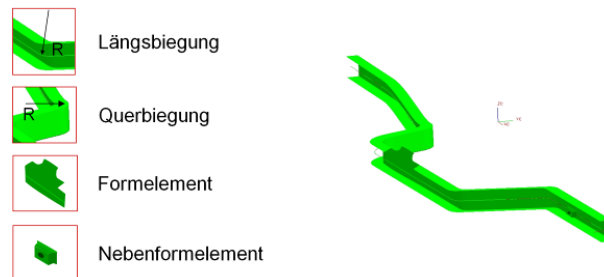 R
Längsbiegung
R
Querbiegung
Formelement
Nebenformelement